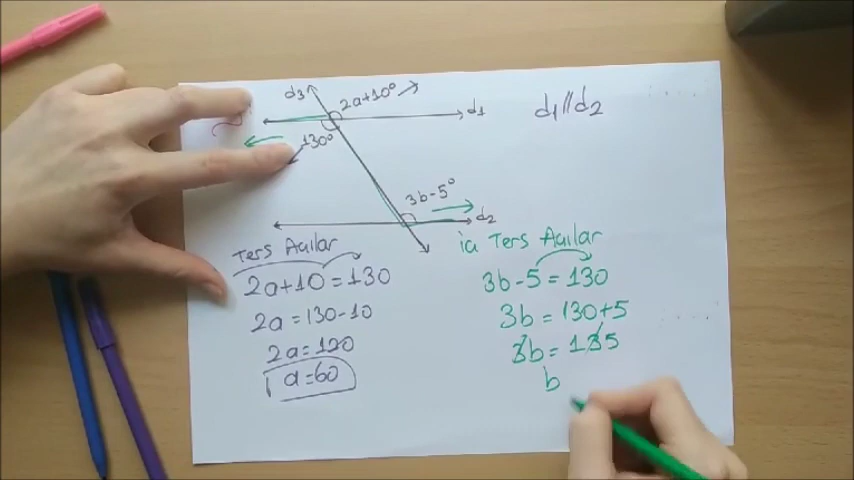 d3
2a+10°
d1
d1//d2
130°
3b-5°
d2
Ters Açılar
2a+10=130
2a=130-10
2a=120
a=60
iç Ters Açılar
3b-5=130
3b=130+5
3b=135
b